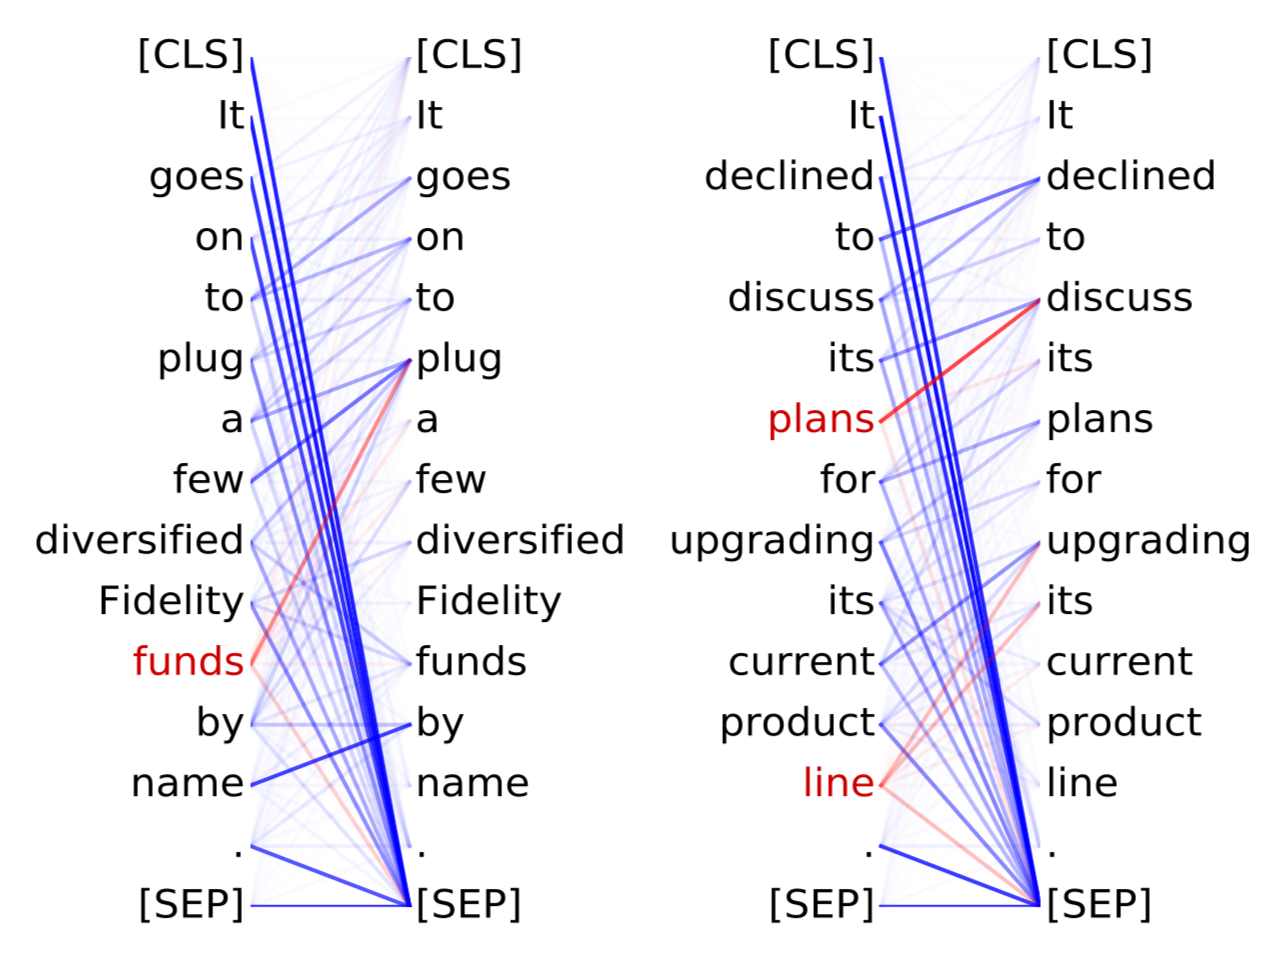 [CLS] [CLS] [CLS] [CLS]
It It It It
goes goes declined declined
on on to to
to to discuss discuss
plug plug its its
a a plans plans
few few for for
diversified diversified upgrading upgrading
Fidelity Fidelity its its
funds funds current current
by by product product
name name line line
. . . .
[SEP] [SEP] [SEP] [SEP]